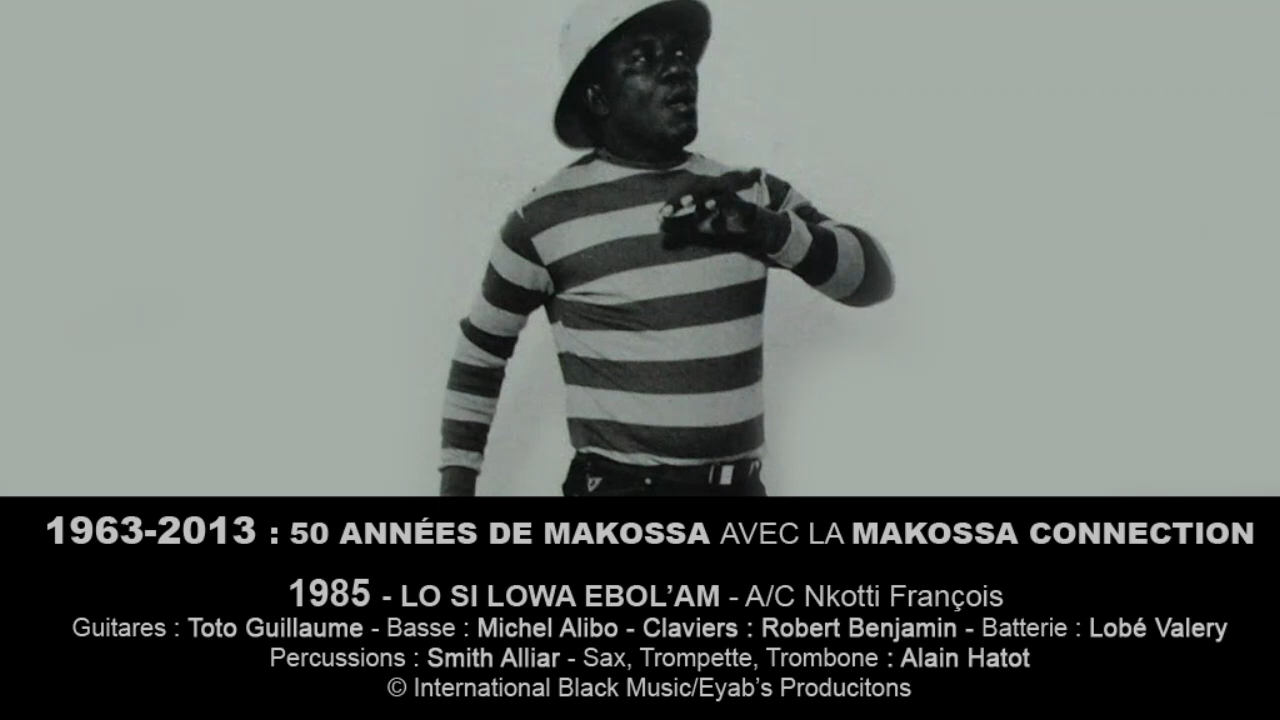 1963-2013 : 50 ANNÉES DE MAKOSSA AVEC LA MAKOSSA CONNECTION
1985 - LO SI LOWA EBOL’AM - A/C Nkotti François
Guitares : Toto Guillaume - Basse : Michel Alibo - Claviers : Robert Benjamin - Batterie : Lobé Valery
Percussions : Smith Alliar - Sax, Trompette, Trombone : Alain Hatot
© International Black Music/Eyab’s Producitons